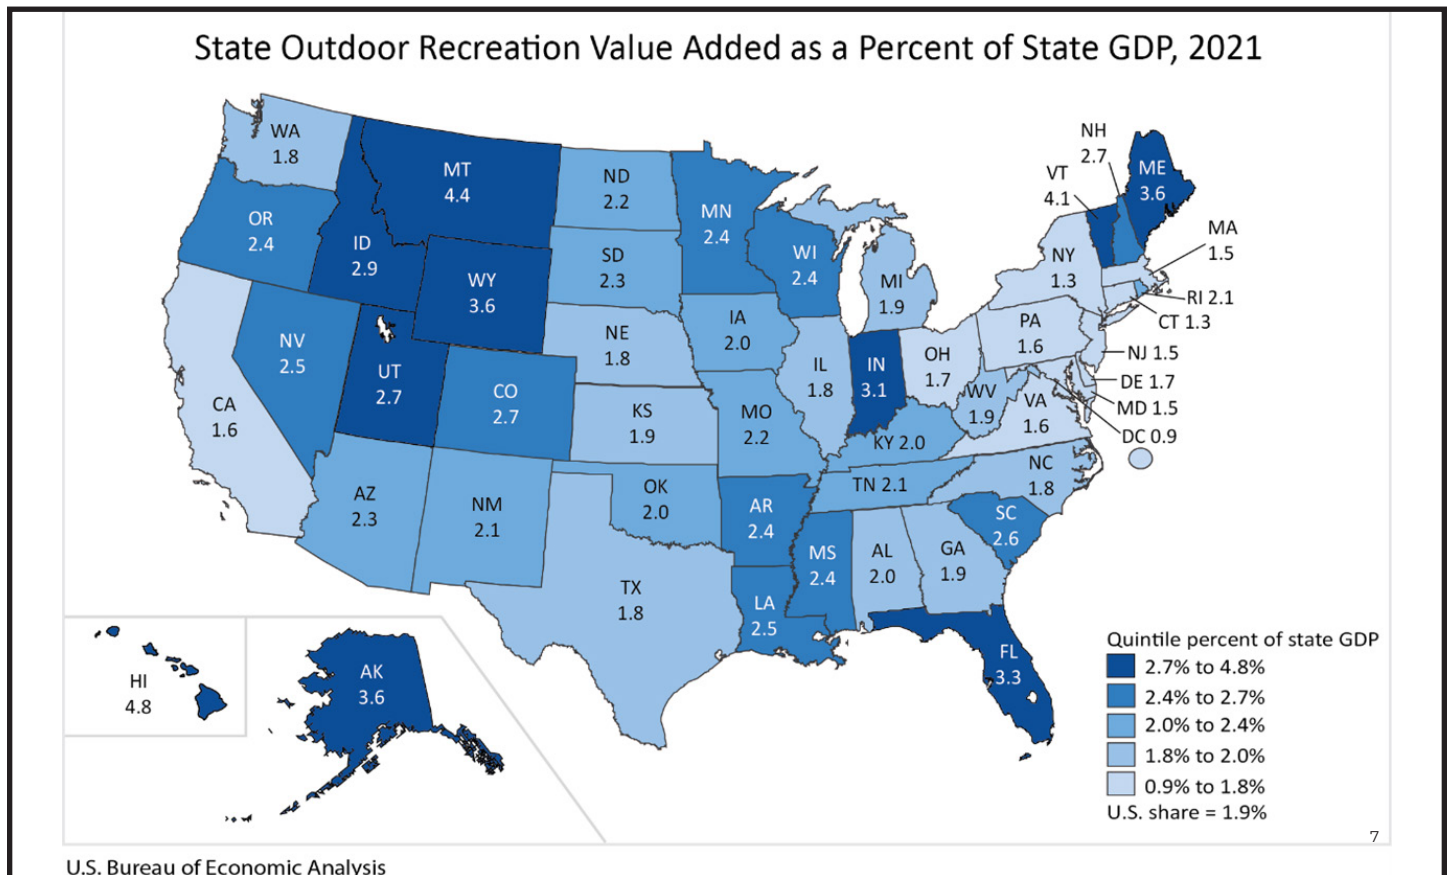 State Outdoor Recreation Value Added as a Percent of State GDP, 2021
WA
1.8
MT
4.4
ND
2.2
MN
2.4
OR
2.4
ID
2.9
WY
3.6
SD
2.3
WI
2.4
MI
1.9
NH
2.7
VT
4.1
ME
3.6
MA
1.5
NY
1.3
RI 2.1
CT 1.3
PA
1.6
NJ 1.5
DE 1.7
MD 1.5
DC 0.9
NV
2.5
UT
2.7
CO
2.7
NE
1.8
IA
2.0
IL
1.8
IN
3.1
OH
1.7
WV
1.9
VA
1.6
CA
1.6
KS
1.9
MO
2.2
KY 2.0
NC
1.8
TN 2.1
AZ
2.3
NM
2.1
OK
2.0
AR
2.4
SC
2.6
MS
2.4
AL
2.0
GA
1.9
TX
1.8
LA
2.5
FL
3.3
HI
4.8
AK
3.6
Quintile percent of state GDP
2.7% to 4.8%
2.4% to 2.7%
2.0% to 2.4%
1.8% to 2.0%
0.9% to 1.8%
U.S. share = 1.9%
7
U.S. Bureau of Economic Analysis